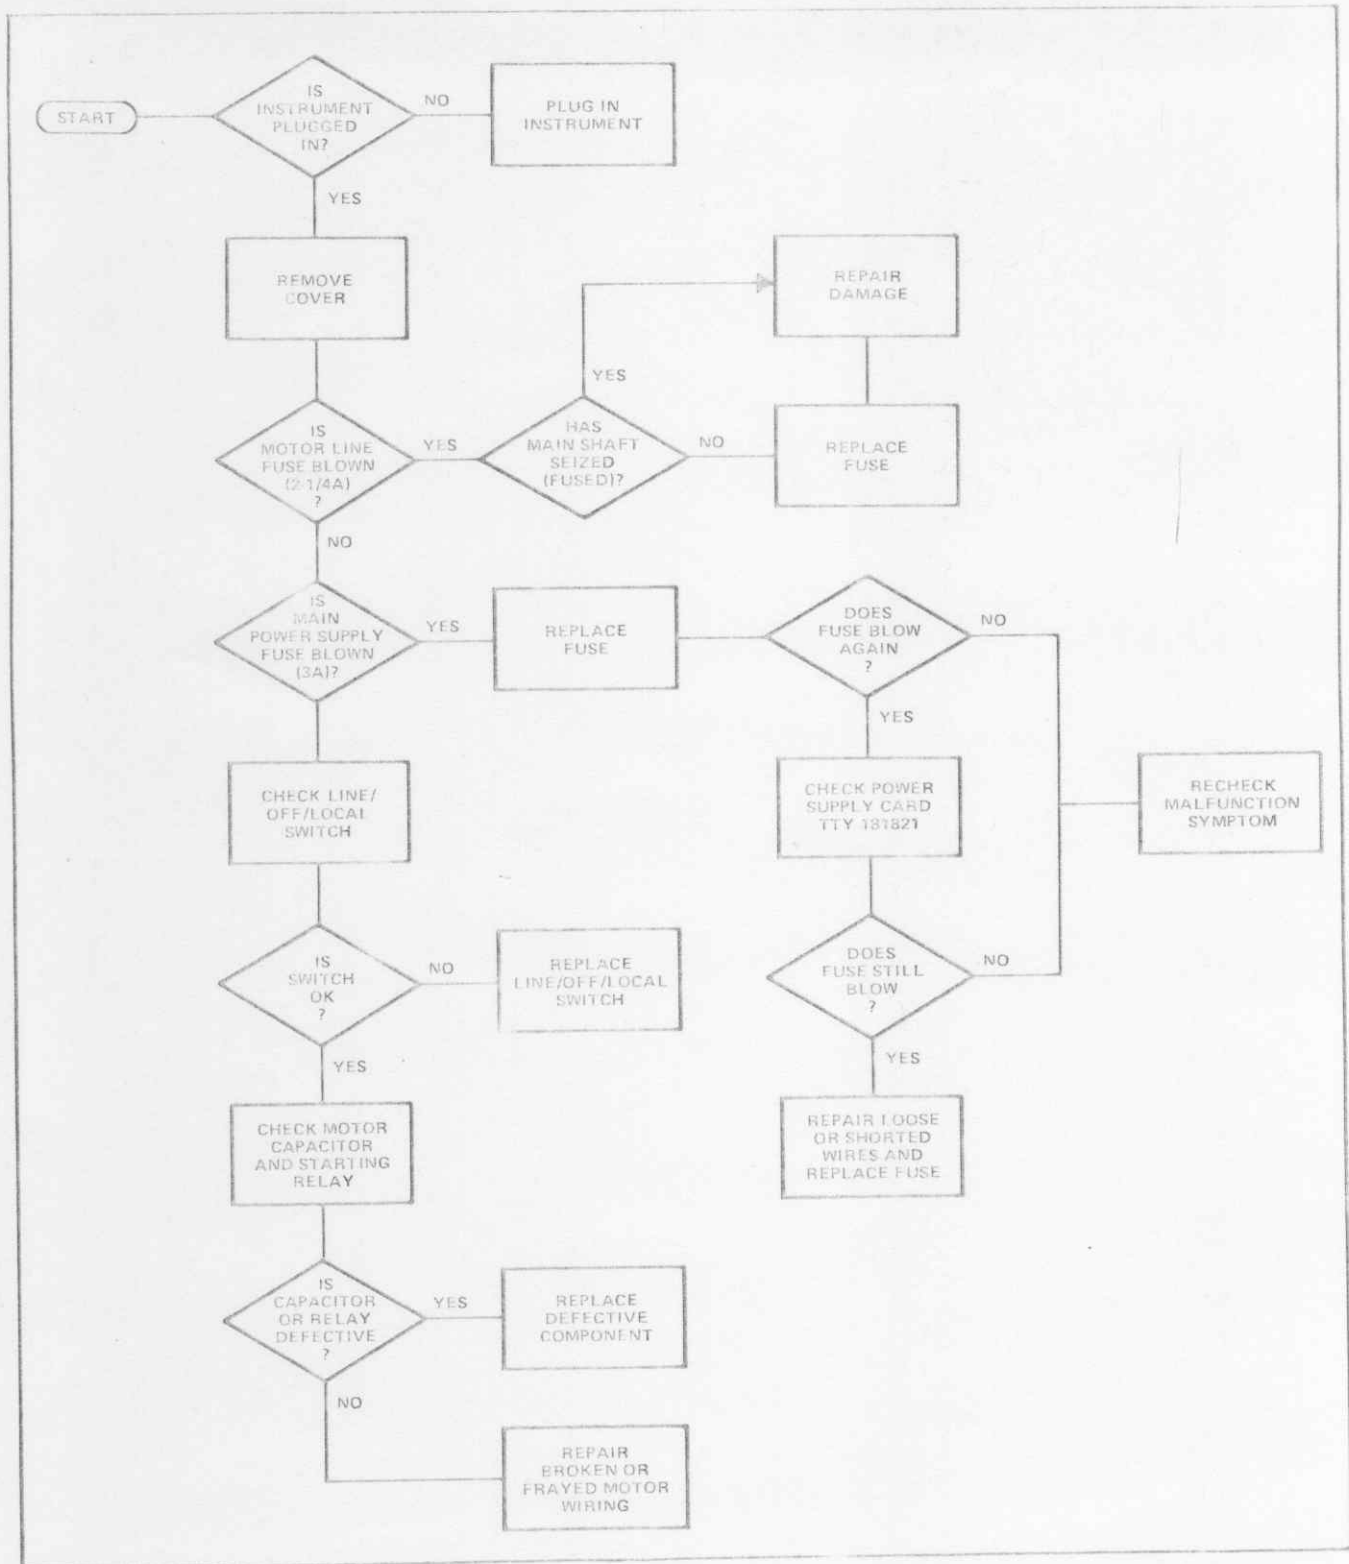 START
IS
INSTRUMENT
PLUGGED
IN?
NO
PLUG IN
INSTRUMENT
YES
REMOVE
COVER
IS
MOTOR LINE
FUSE BLOWN
(2-1/4A)
?
YES
HAS
MAIN SHAFT
SEIZED
(FUSED)?
YES
REPAIR
DAMAGE
NO
REPLACE
FUSE
NO
IS
MAIN
POWER SUPPLY
FUSE BLOWN
(3A)?
YES
REPLACE
FUSE
DOES
FUSE BLOW
AGAIN
?
NO
YES
CHECK POWER
SUPPLY CARD
TTY 181821
RECHECK
MALFUNCTION
SYMPTOM
DOES
FUSE STILL
BLOW
?
NO
YES
REPAIR LOOSE
OR SHORTED
WIRES AND
REPLACE FUSE
CHECK LINE/
OFF/LOCAL
SWITCH
IS
SWITCH
OK
?
NO
REPLACE
LINE/OFF/LOCAL
SWITCH
YES
CHECK MOTOR
CAPACITOR
AND STARTING
RELAY
IS
CAPACITOR
OR RELAY
DEFECTIVE
?
YES
REPLACE
DEFECTIVE
COMPONENT
NO
REPAIR
BROKEN OR
FRAYED MOTOR
WIRING